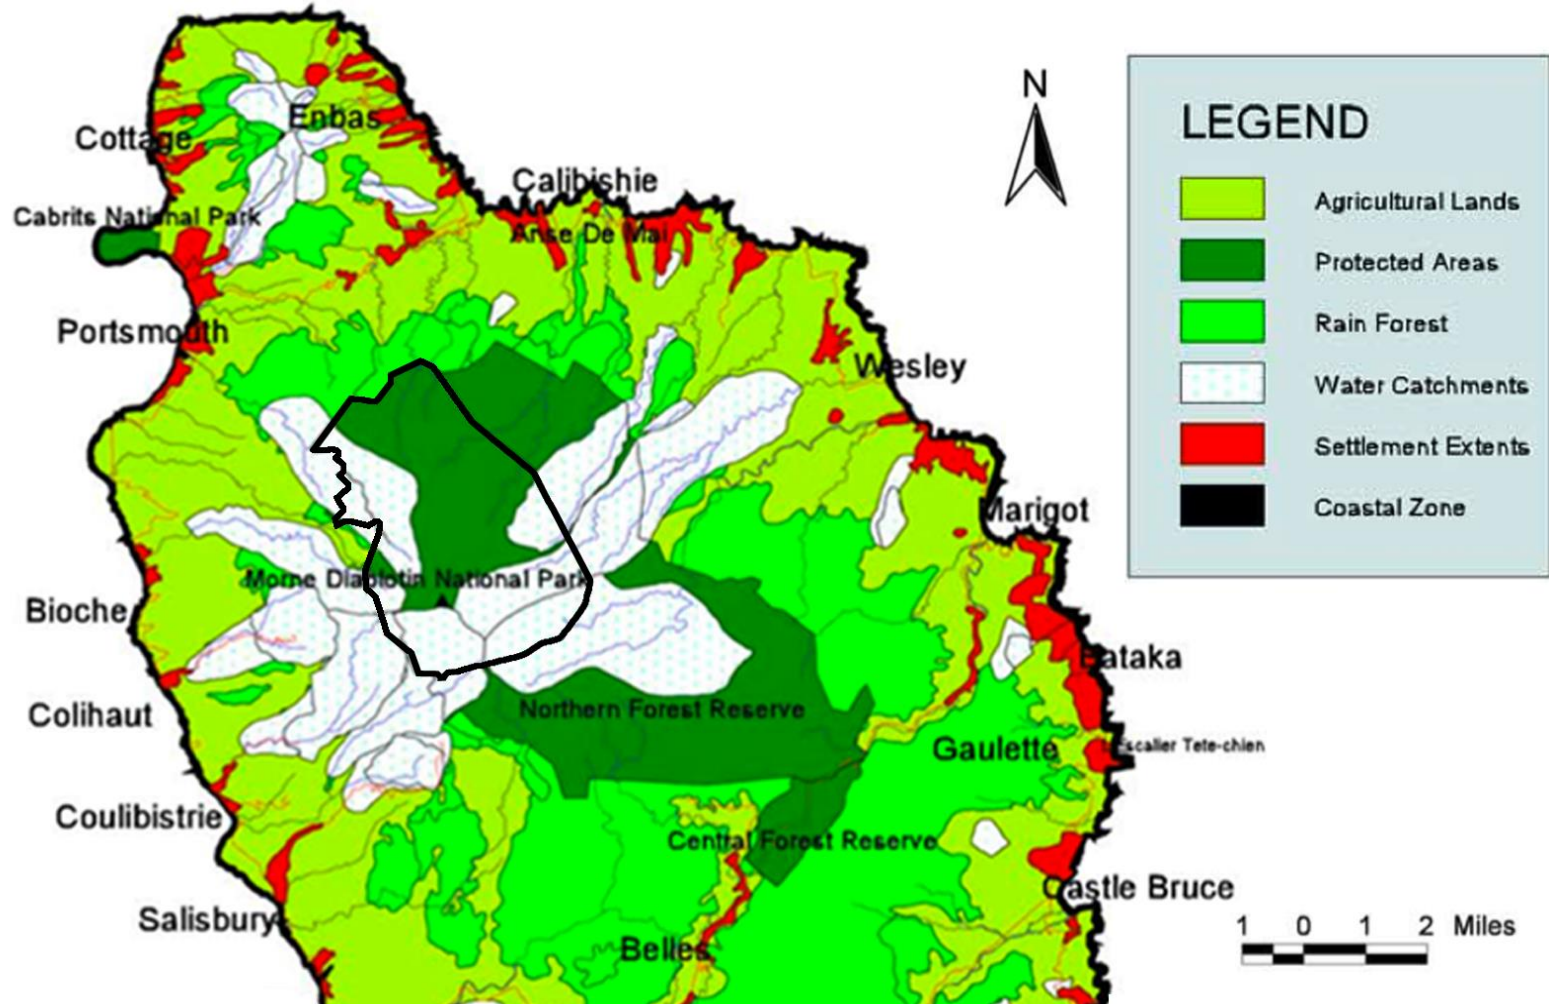 N
LEGEND
Agricultural Lands
Protected Areas
Rain Forest
Water Catchments
Settlement Extents
Coastal Zone
Enbas
Cottage
Calibishie
Cabrits National Park
Anse De Mai
Portsmouth
Wesley
Marigot
Morne Diablotin National Park
Bioche
Bataka
Colihaut
Northern Forest Reserve
Gaulette
L'Escalier Tete-chien
Coulibistrie
Central Forest Reserve
Castle Bruce
Salisbury
Belles
1 0 1 2 Miles